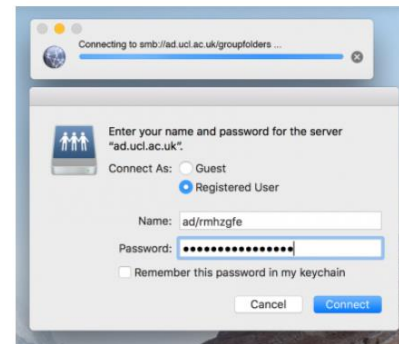 Connecting to smb://ad.ucl.ac.uk/groupfolders ...
Enter your name and password for the server
"ad.ucl.ac.uk".
Connect As: Guest
Registered User
Name: ad/rmhzgfe
Password: ●●●●●●●●●●●●●●●●
Remember this password in my keychain
Cancel Connect